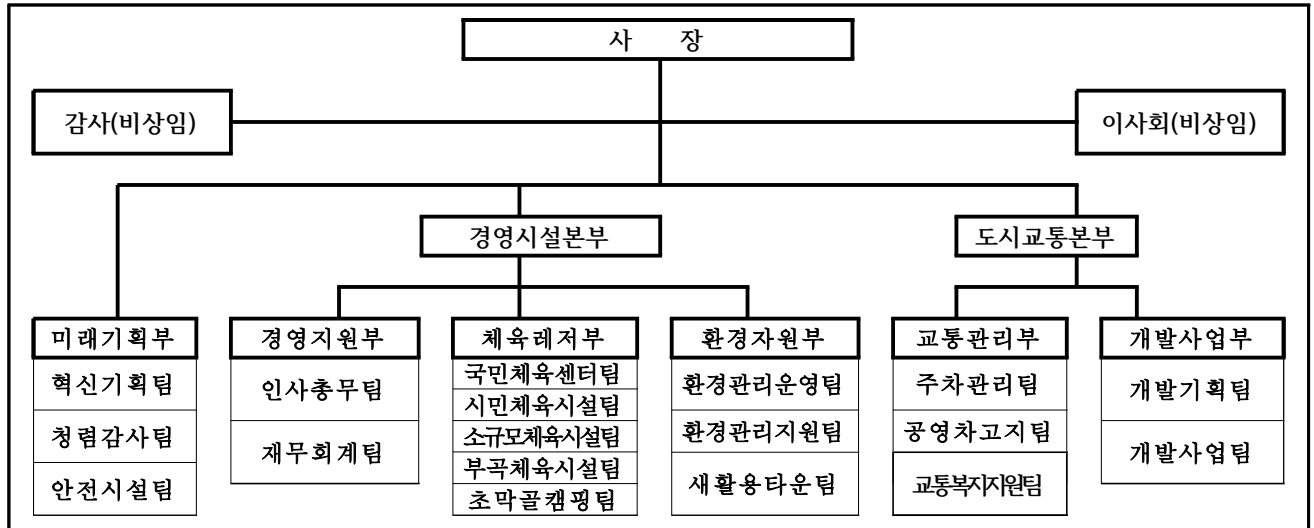 사 장
감사(비상임)
이사회(비상임)
경영시설본부
도시교통본부
미래기획부
혁신기획팀
청렴감사팀
안전시설팀
경영지원부
인사총무팀
재무회계팀
체육레저부
국민체육센터팀
시민체육시설팀
소규모체육시설팀
부곡체육시설팀
초막골캠핑팀
환경자원부
환경관리운영팀
환경관리지원팀
새활용타운팀
교통관리부
주차관리팀
공영차고지팀
교통복지지원팀
개발사업부
개발기획팀
개발사업팀